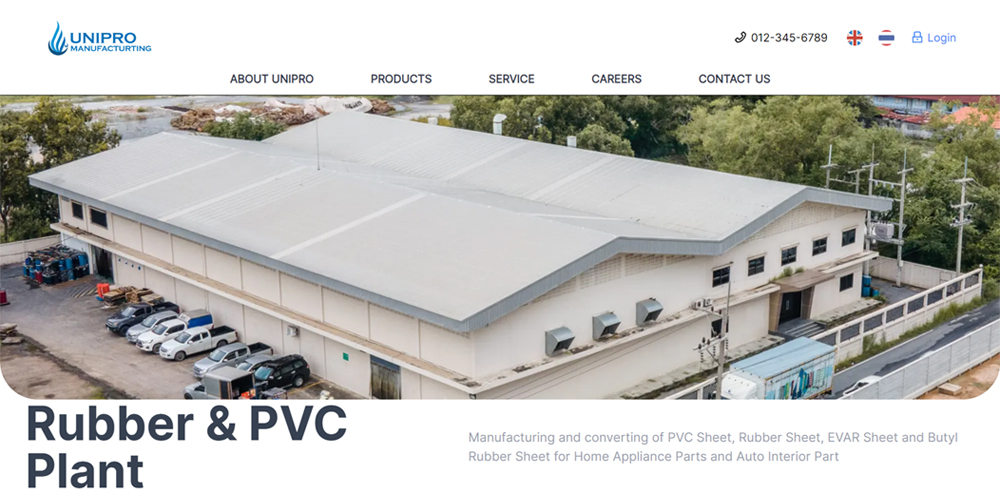 UNIPRO
MANUFACTURTING
012-345-6789
Login
ABOUT UNIPRO
PRODUCTS
SERVICE
CAREERS
CONTACT US
Rubber & PVC
Plant
Manufacturing and converting of PVC Sheet, Rubber Sheet, EVAR Sheet and Butyl
Rubber Sheet for Home Appliance Parts and Auto Interior Part